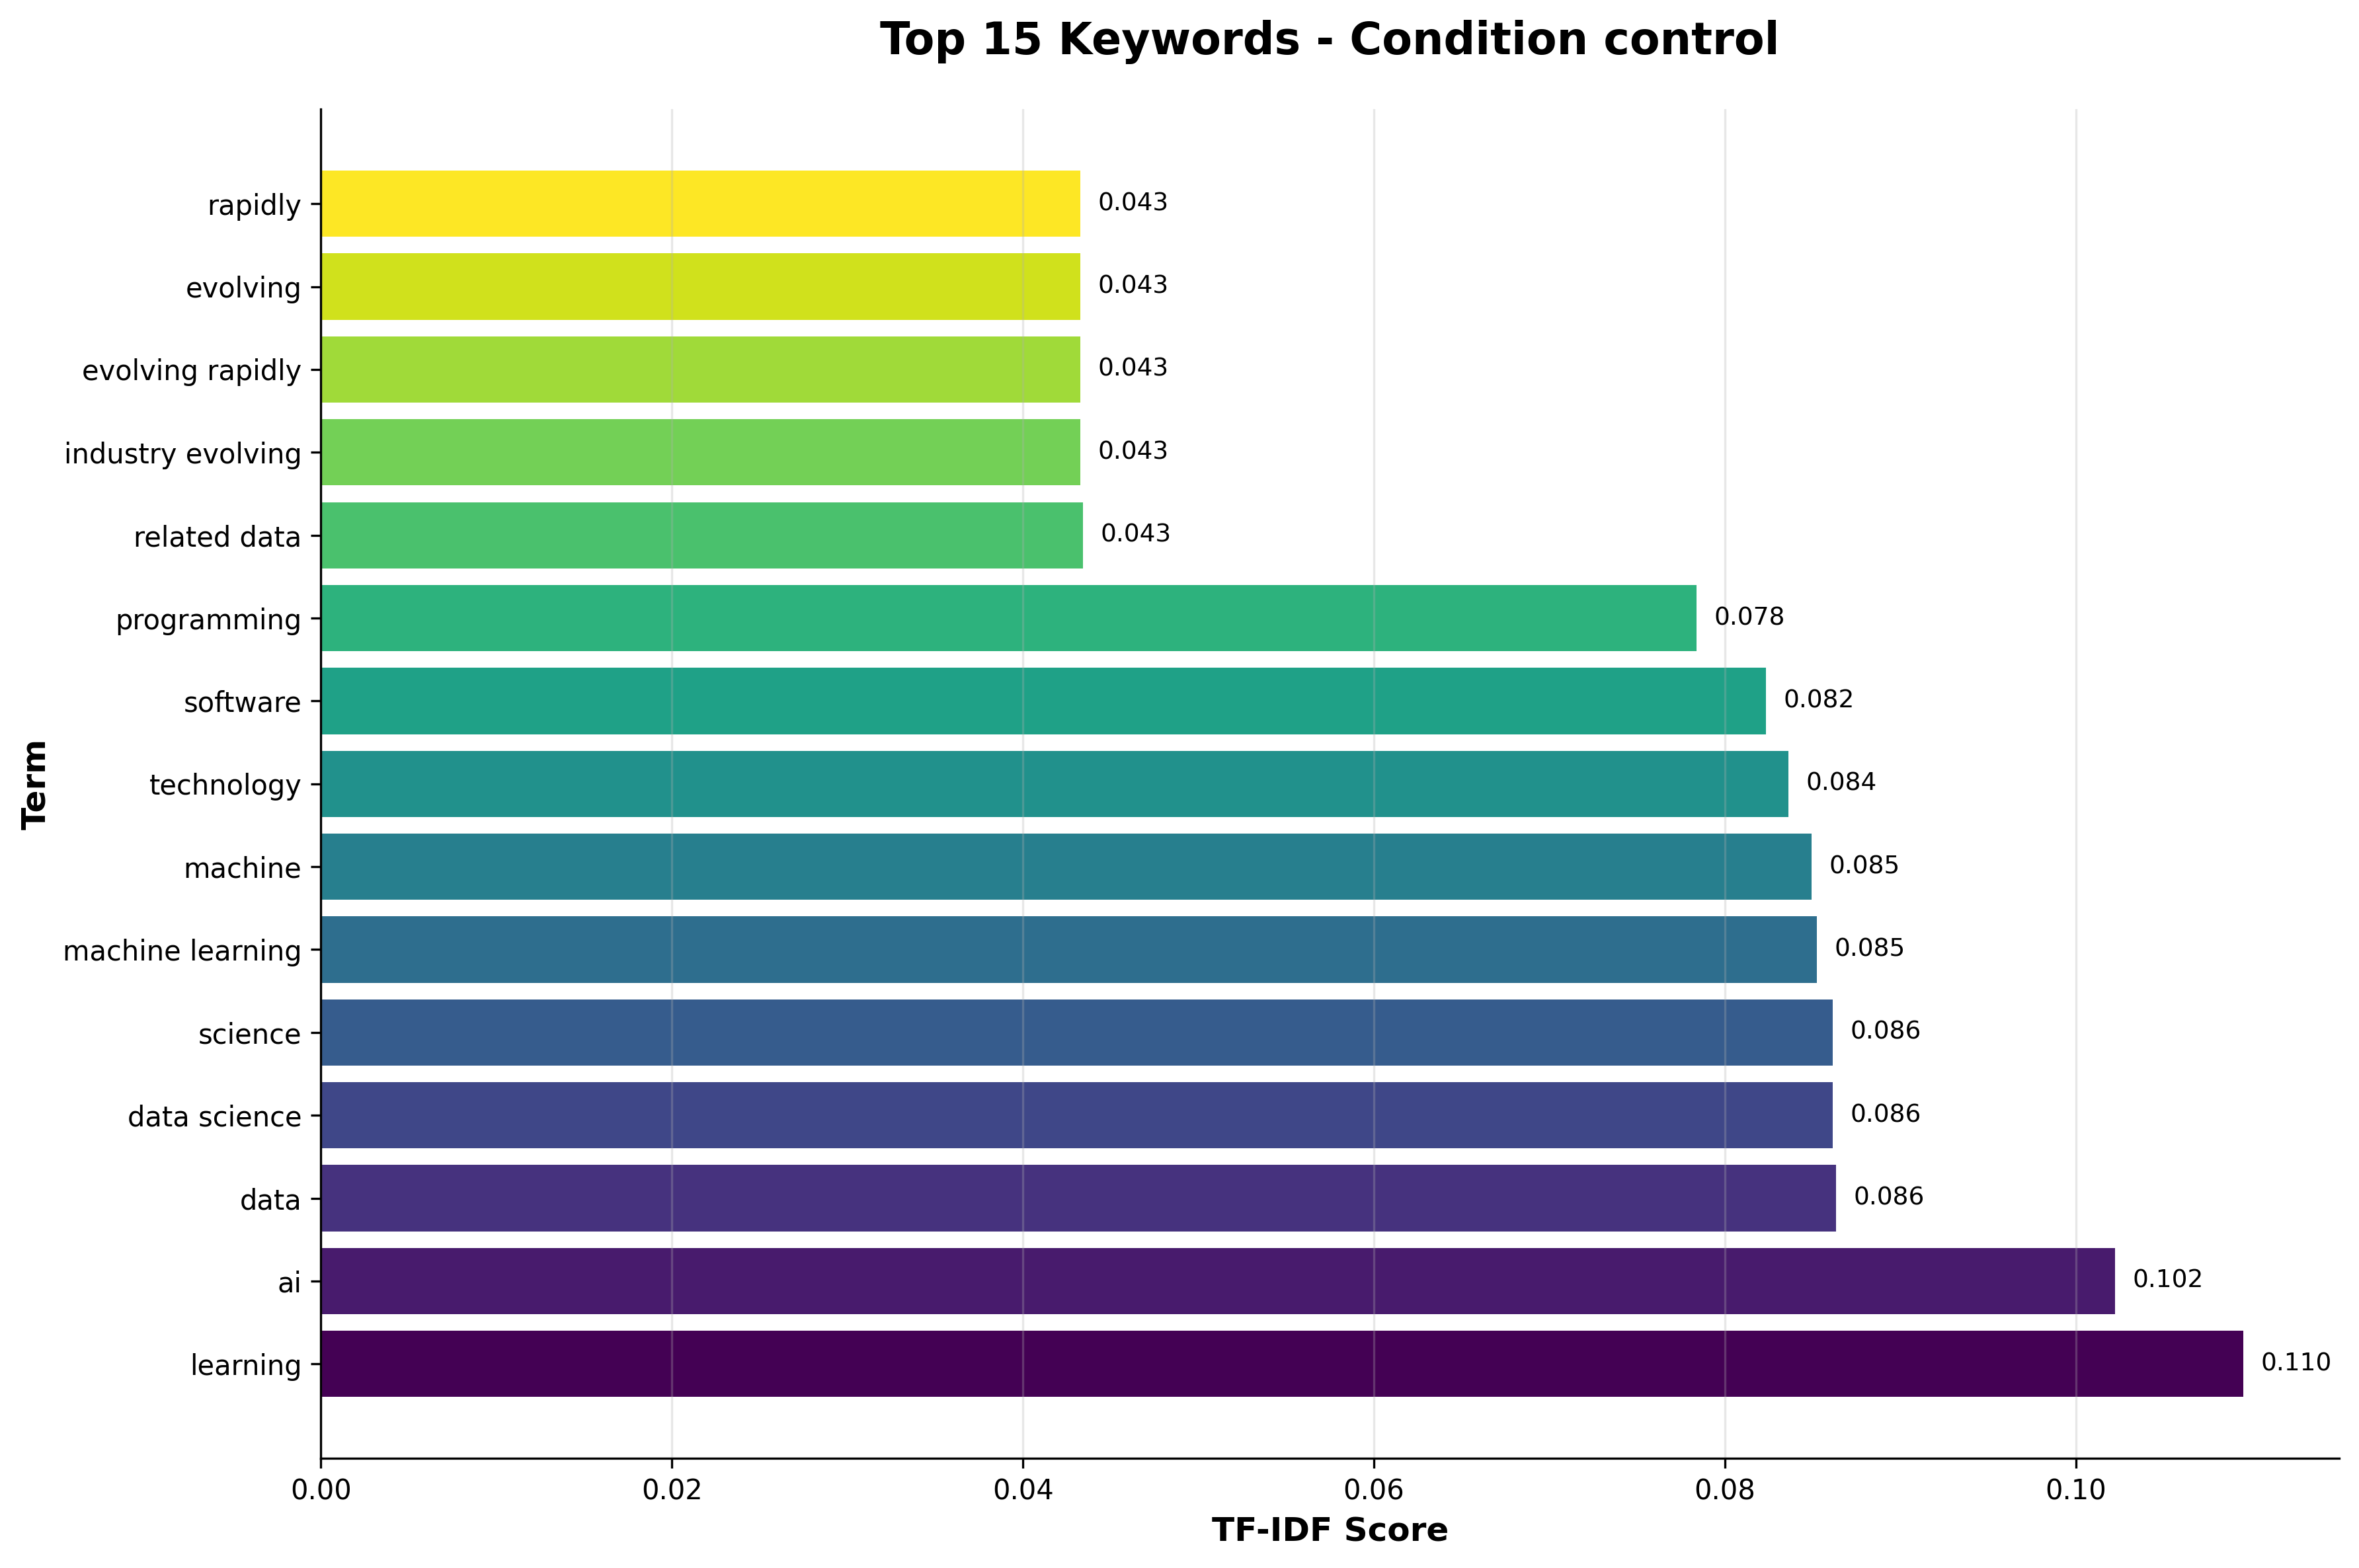 Top 15 Keywords - Condition control
rapidly 0.043
evolving 0.043
evolving rapidly 0.043
industry evolving 0.043
related data 0.043
programming 0.078
software 0.082
technology 0.084
machine 0.085
machine learning 0.085
science 0.086
data science 0.086
data 0.086
ai 0.102
learning 0.110
Term
0.00 0.02 0.04 0.06 0.08 0.10
TF-IDF Score